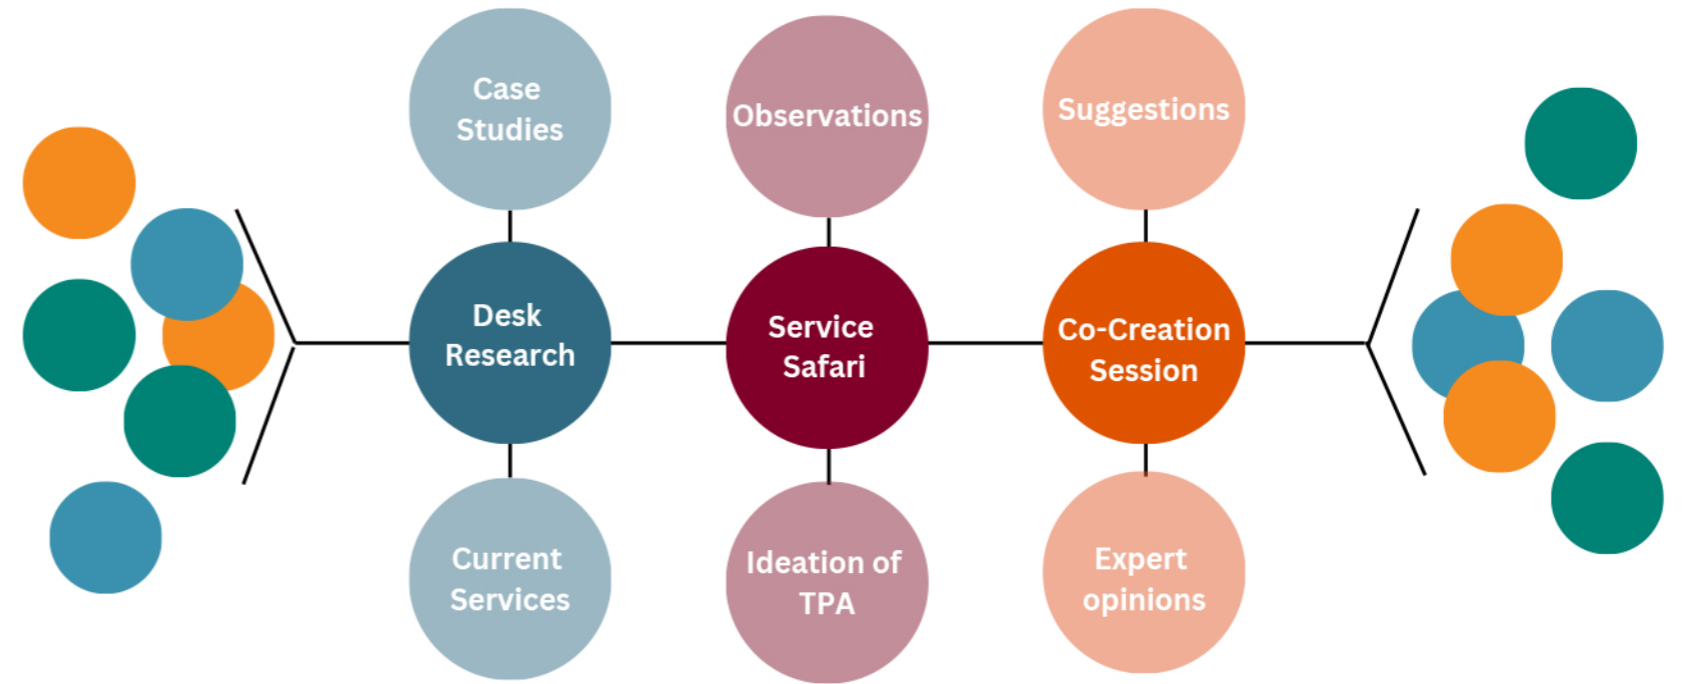 Case
Studies
Observations
Suggestions
Desk
Research
Service
Safari
Co-Creation
Session
Current
Services
Ideation of
TPA
Expert
opinions